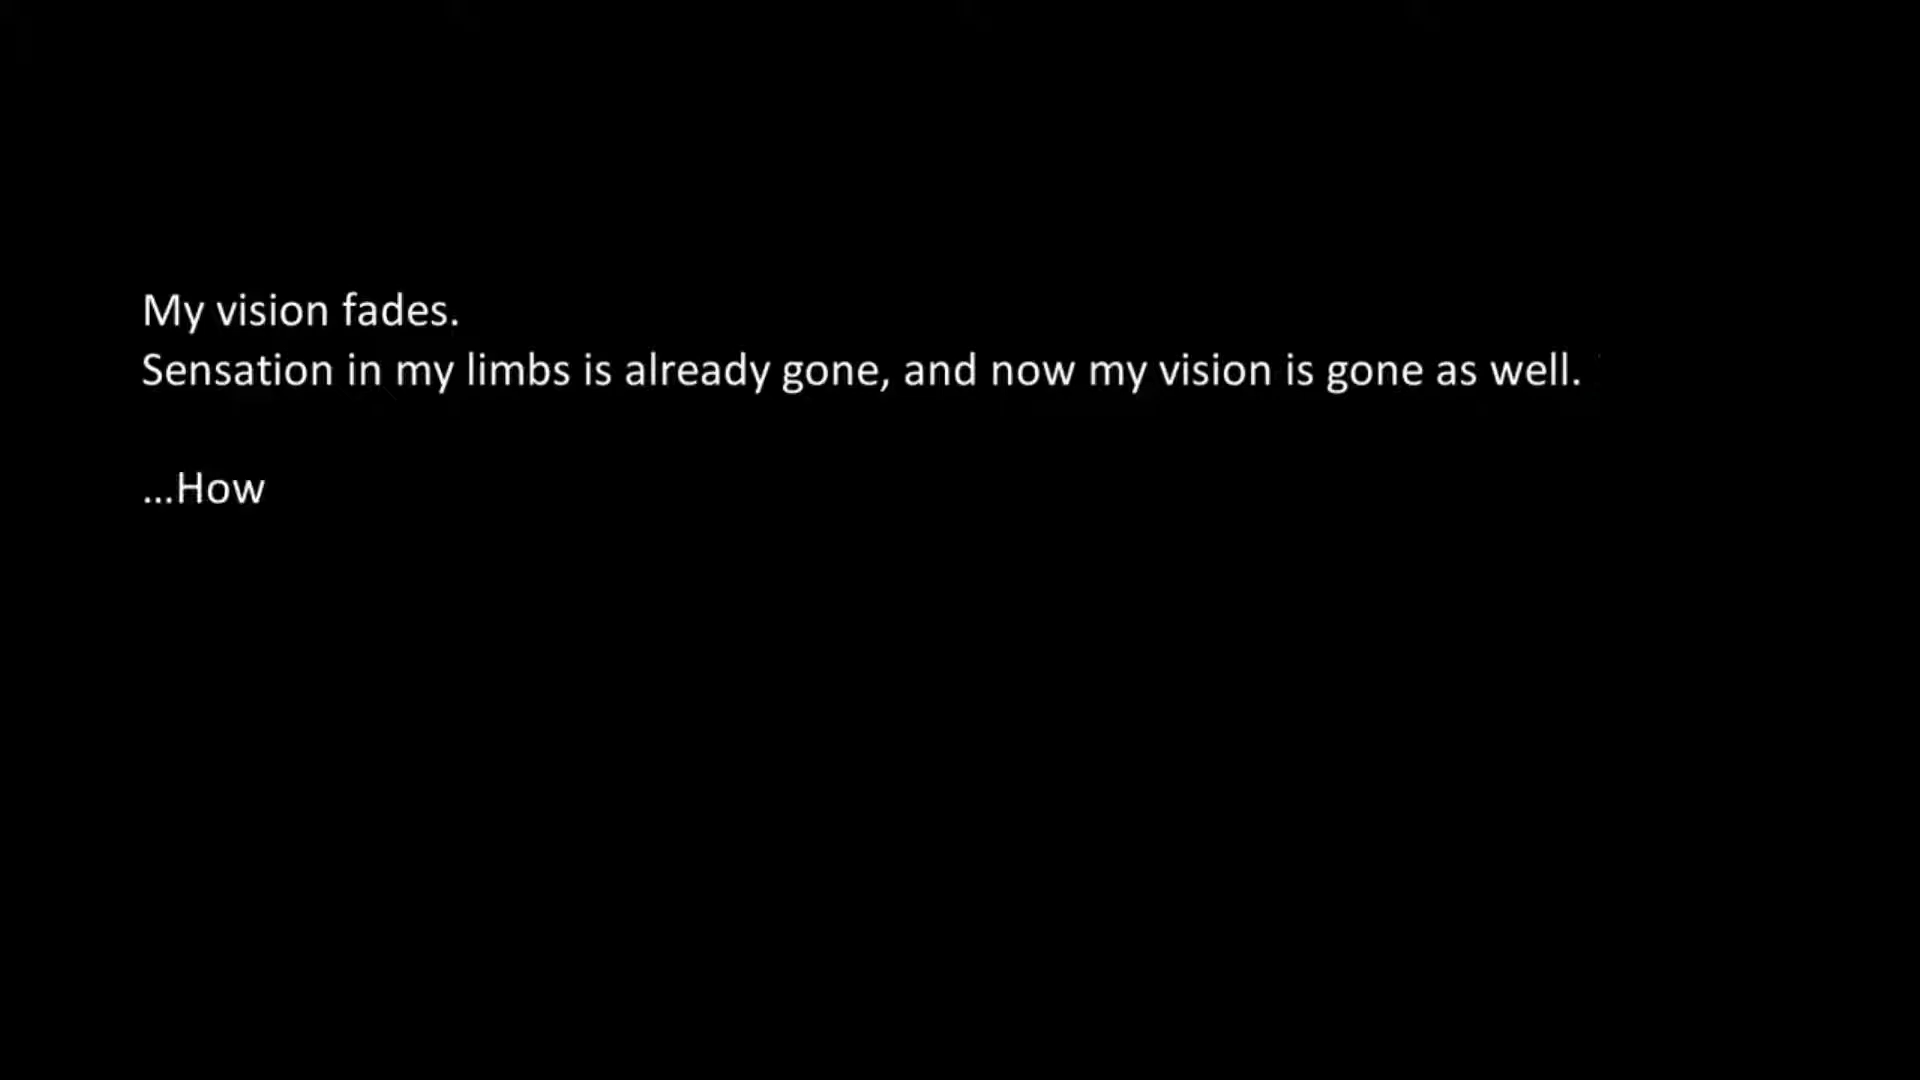 My vision fades.
Sensation in my limbs is already gone, and now my vision is gone as well.
...How